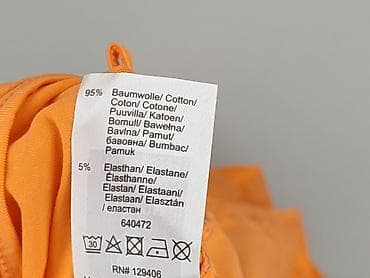 95% Baumwolle/ Cotton/
Coton/ Cotone/
Puuvilla/ Katoen/
Bomull/ Bawełna/
Bavlna/ Pamut/
бавовна/ Bumbac/
Pamuk
5% Elasthan/ Elastane/
Élasthanne/
Elastan/ Elastaani/
Elastaan/ Elasztán/
/ еластан
640472
30
RN# 129406